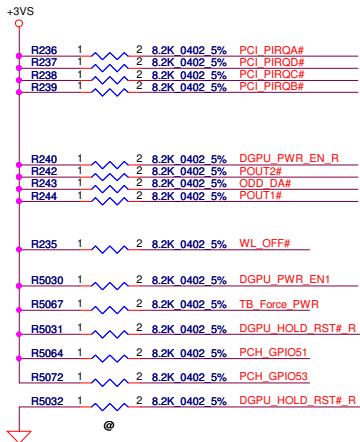 +3VS
R236 1 2 8.2K_0402_5% PCI_PIRQA#
R237 1 2 8.2K_0402_5% PCI_PIRQD#
R238 1 2 8.2K_0402_5% PCI_PIRQC#
R239 1 2 8.2K_0402_5% PCI_PIRQB#
R240 1 2 8.2K_0402_5% DGPU_PWR_EN_R
R242 1 2 8.2K_0402_5% POUT2#
R243 1 2 8.2K_0402_5% ODD_DA#
R244 1 2 8.2K_0402_5% POUT1#
R235 1 2 8.2K_0402_5% WL_OFF#
R5030 1 2 8.2K_0402_5% DGPU_PWR_EN1
R5067 1 2 8.2K_0402_5% TB_Force_PWR
R5031 1 2 8.2K_0402_5% DGPU_HOLD_RST#_R
R5064 1 2 8.2K_0402_5% PCH_GPIO51
R5072 1 2 8.2K_0402_5% PCH_GPIO53
R5032 1 2 8.2K_0402_5% DGPU_HOLD_RST#_R
@